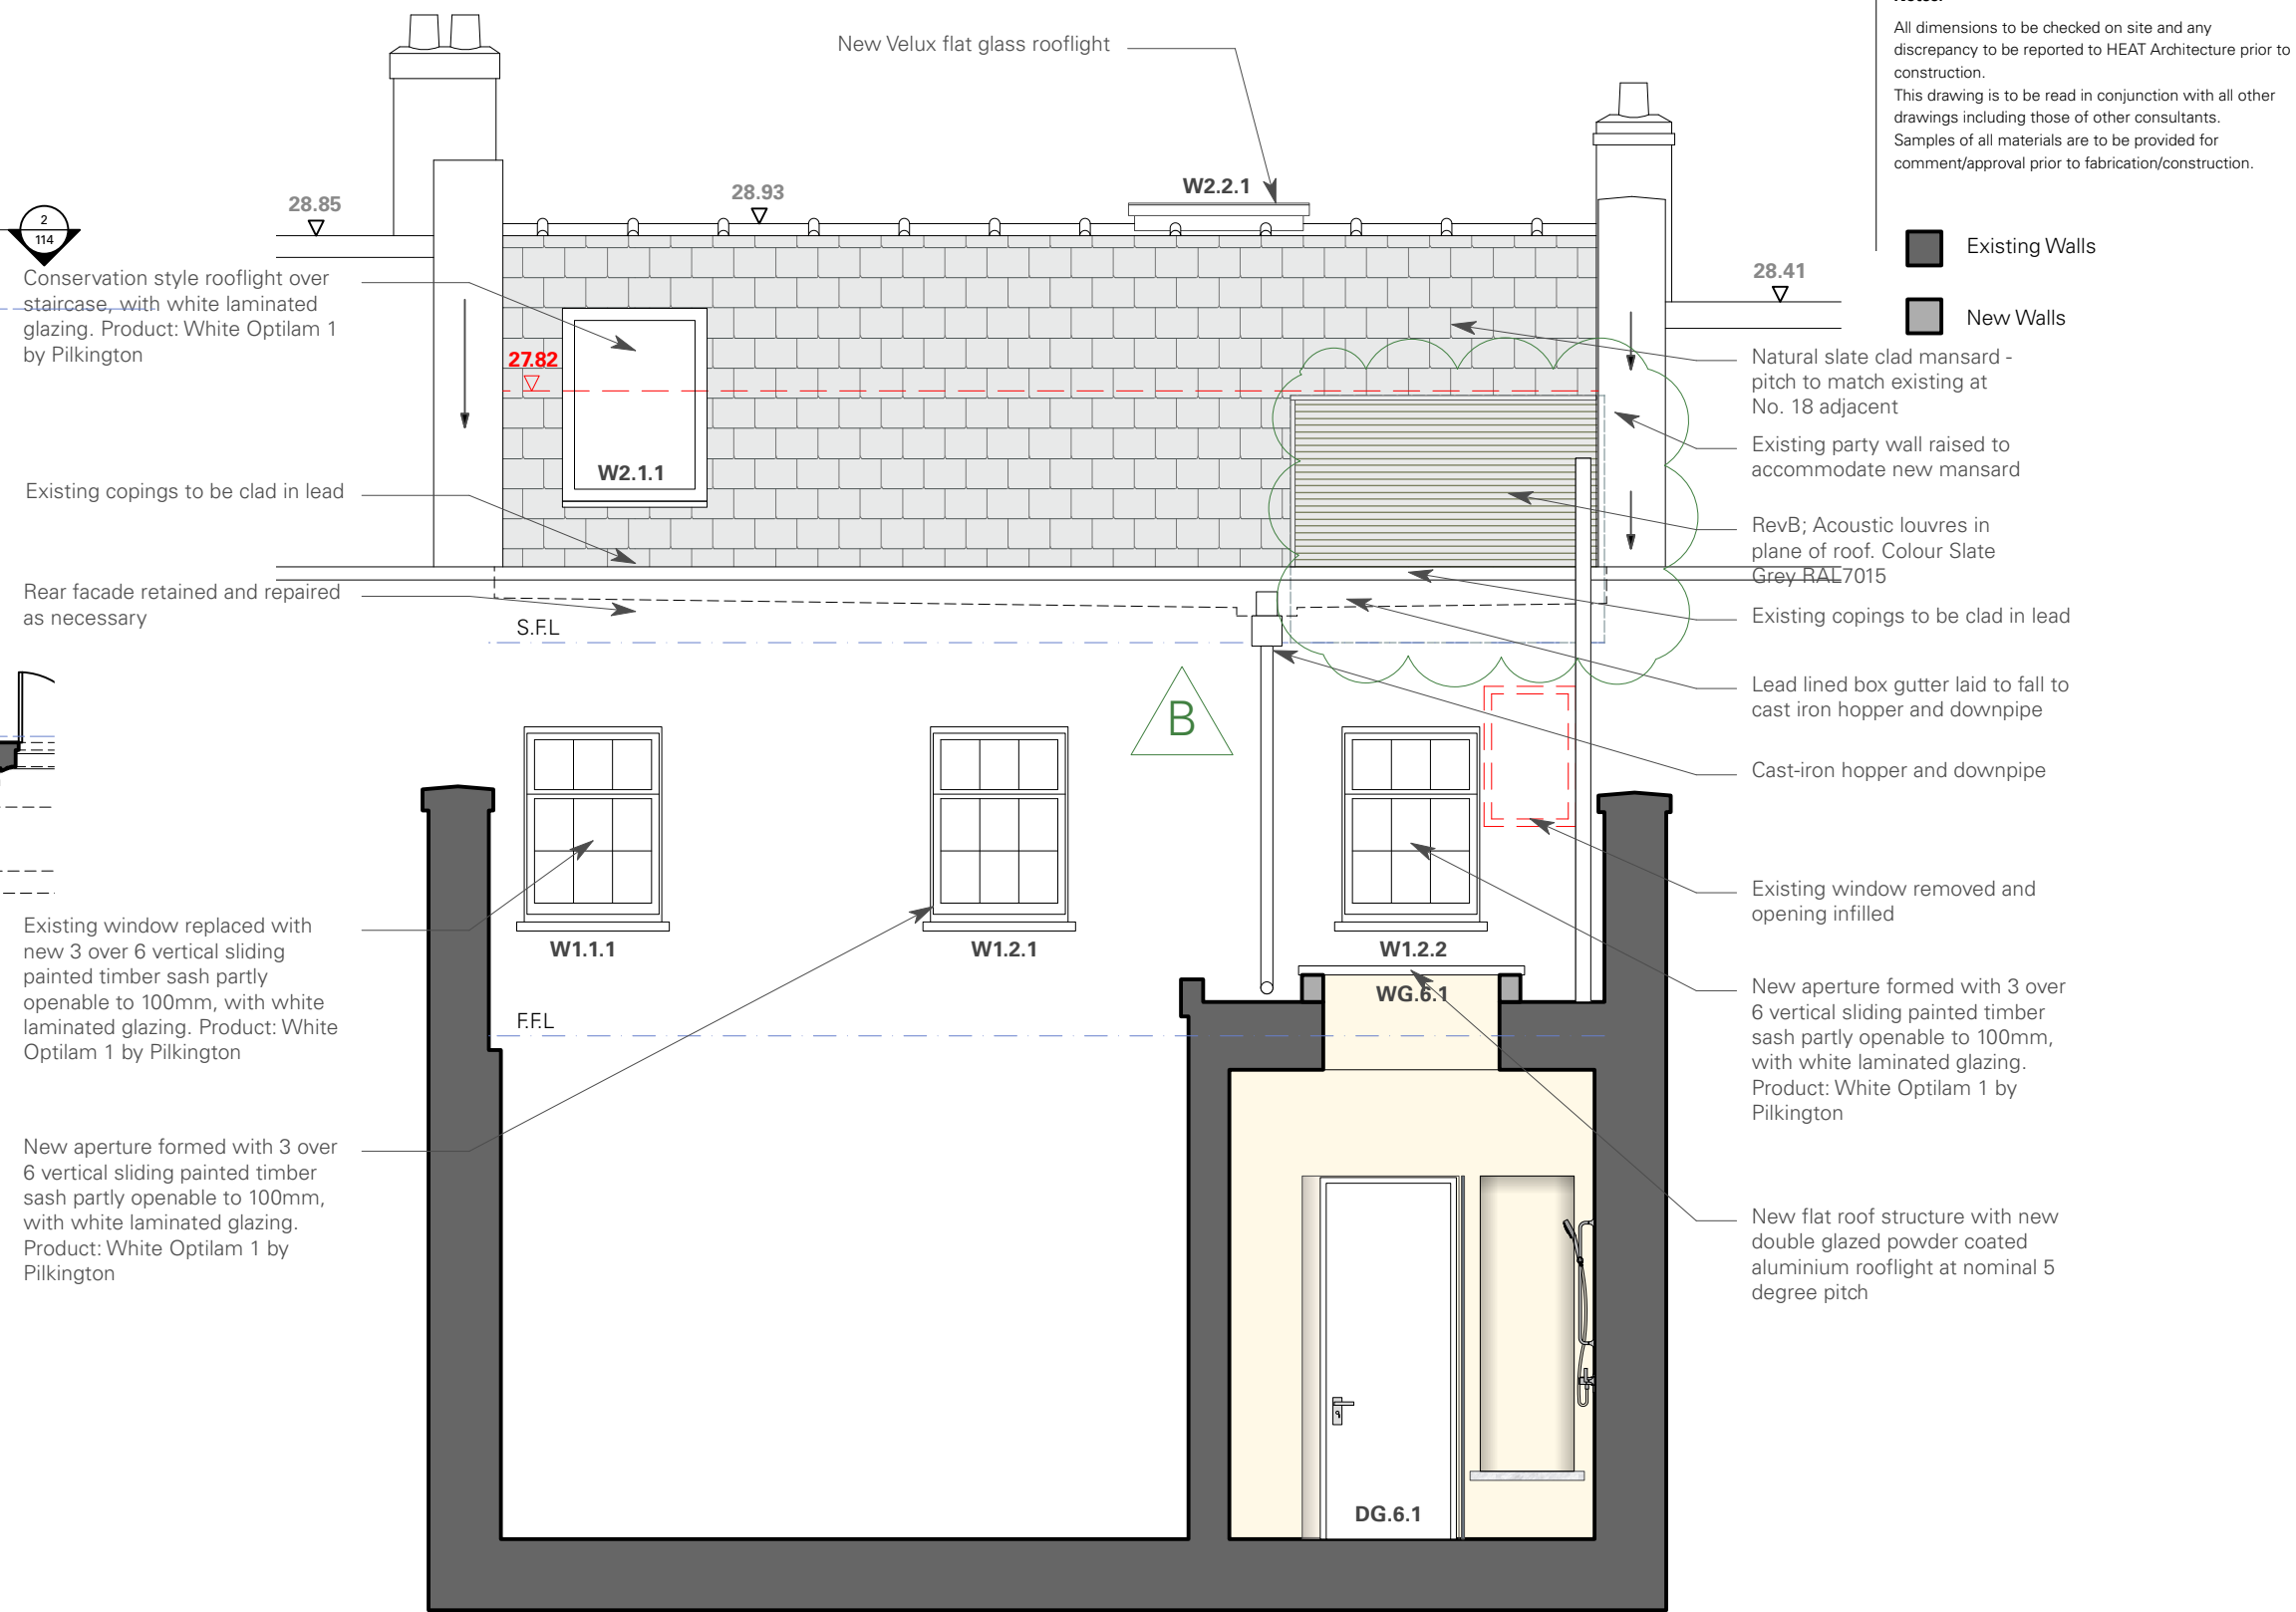 Notes:
All dimensions to be checked on site and any
discrepancy to be reported to HEAT Architecture prior to
construction.
This drawing is to be read in conjunction with all other
drawings including those of other consultants.
Samples of all materials are to be provided for
comment/approval prior to fabrication/construction.
Existing Walls
New Walls
New Velux flat glass rooflight
W2.2.1
28.93
28.85
28.41
2
114
Conservation style rooflight over
staircase, with white laminated
glazing. Product: White Optilam 1
by Pilkington
27.82
W2.1.1
Existing copings to be clad in lead
Rear facade retained and repaired
as necessary
S.F.L
B
W1.1.1
W1.2.1
W1.2.2
WG.6.1
F.F.L
DG.6.1
Existing window replaced with
new 3 over 6 vertical sliding
painted timber sash partly
openable to 100mm, with white
laminated glazing. Product: White
Optilam 1 by Pilkington
New aperture formed with 3 over
6 vertical sliding painted timber
sash partly openable to 100mm,
with white laminated glazing.
Product: White Optilam 1 by
Pilkington
Natural slate clad mansard -
pitch to match existing at
No. 18 adjacent
Existing party wall raised to
accommodate new mansard
RevB; Acoustic louvres in
plane of roof. Colour Slate
Grey RAL7015
Existing copings to be clad in lead
Lead lined box gutter laid to fall to
cast iron hopper and downpipe
Cast-iron hopper and downpipe
Existing window removed and
opening infilled
New aperture formed with 3 over
6 vertical sliding painted timber
sash partly openable to 100mm,
with white laminated glazing.
Product: White Optilam 1 by
Pilkington
New flat roof structure with new
double glazed powder coated
aluminium rooflight at nominal 5
degree pitch